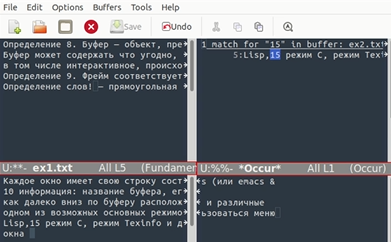 File Edit Options Buffers Tools Help
Save Undo
Определение 8. Буфер – объект, пре
Буфер может содержать что угодно,
в том числе интерактивное, происхо
Определение 9. Фрейм соответствует
Определение слов! – прямоугольная
U:**- ex1.txt All L5 (Fundamen
1 match for "15" in buffer: ex2.txt
5:Lisp,15 режим C, режим Texi
U:%%- *Occur* All L1 (Occur)
Каждое окно имеет свою строку сост
10 информация: название буфера, ег
как далеко вниз по буферу располож
одном из возможных основных режимо
Lisp,15 режим C, режим Texinfo и д
окна
s (или emacs &
и различные
ьзоваться меню